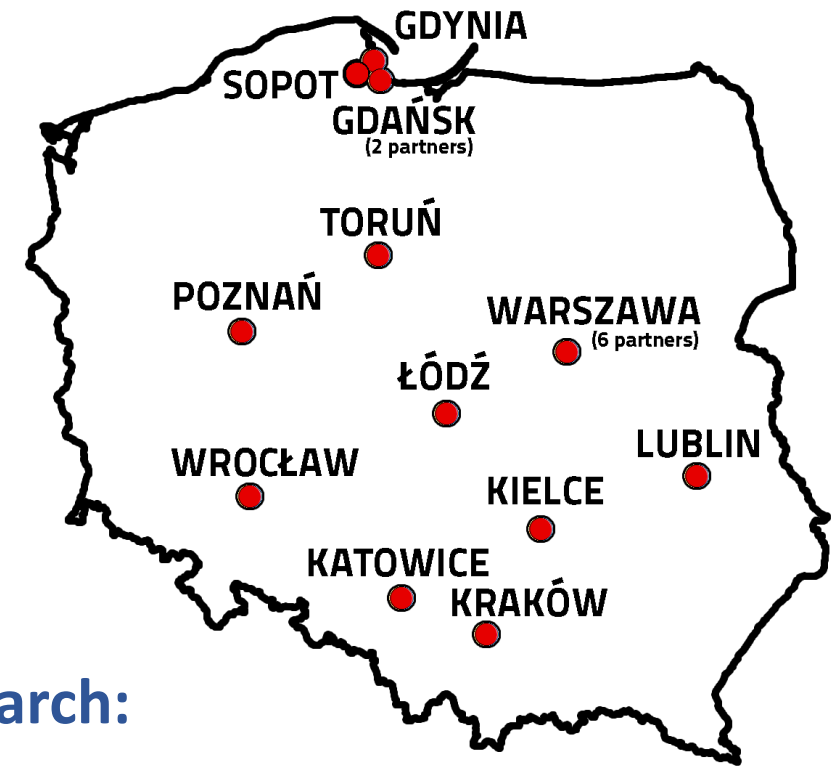 GDYNIA
SOPOT
GDAŃSK
(2 partners)
TORUŃ
POZNAŃ
WARSZAWA
(6 partners)
ŁÓDŹ
LUBLIN
WROCŁAW
KIELCE
KATOWICE
KRAKÓW
arch: